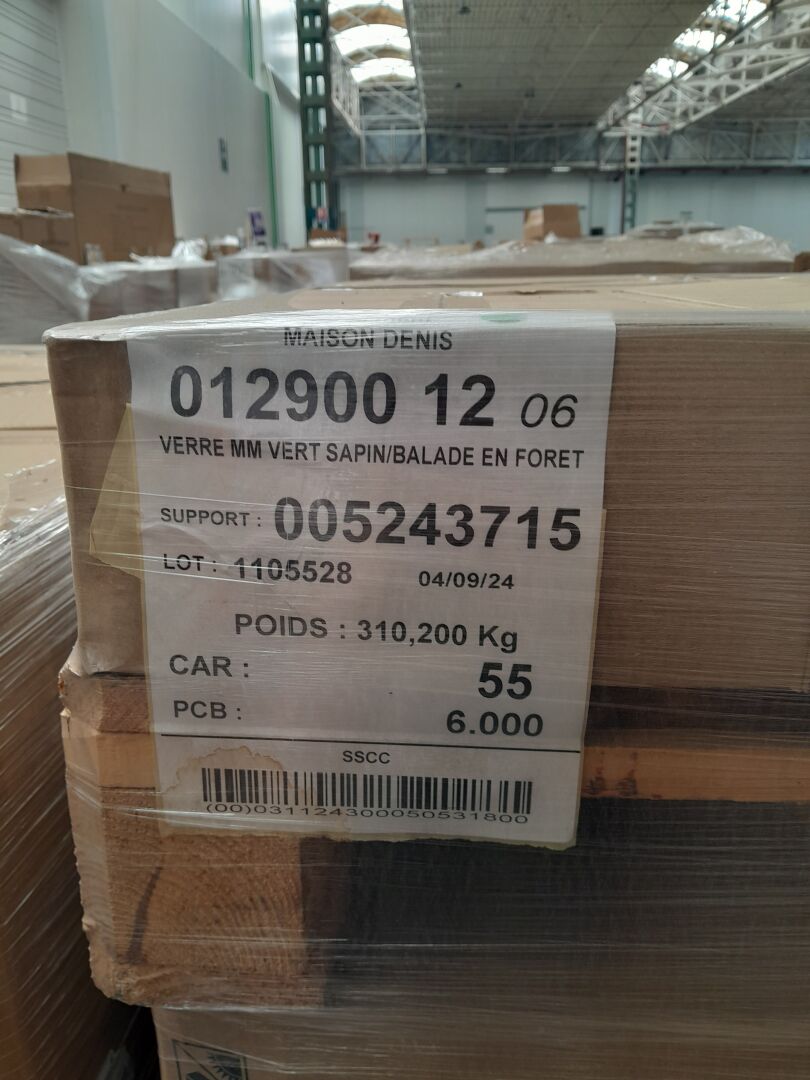 MAISON DENIS
012900 12 06
VERRE MM VERT SAPIN/BALADE EN FORET
SUPPORT : 005243715
LOT : 1105528 04/09/24
POIDS : 310,200 Kg
CAR : 55
PCB : 6.000
SSCC
(00)031124300050531800